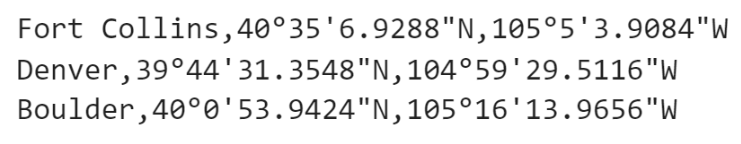 Fort Collins,40°35'6.9288"N,105°5'3.9084"W
Denver,39°44'31.3548"N,104°59'29.5116"W
Boulder,40°0'53.9424"N,105°16'13.9656"W